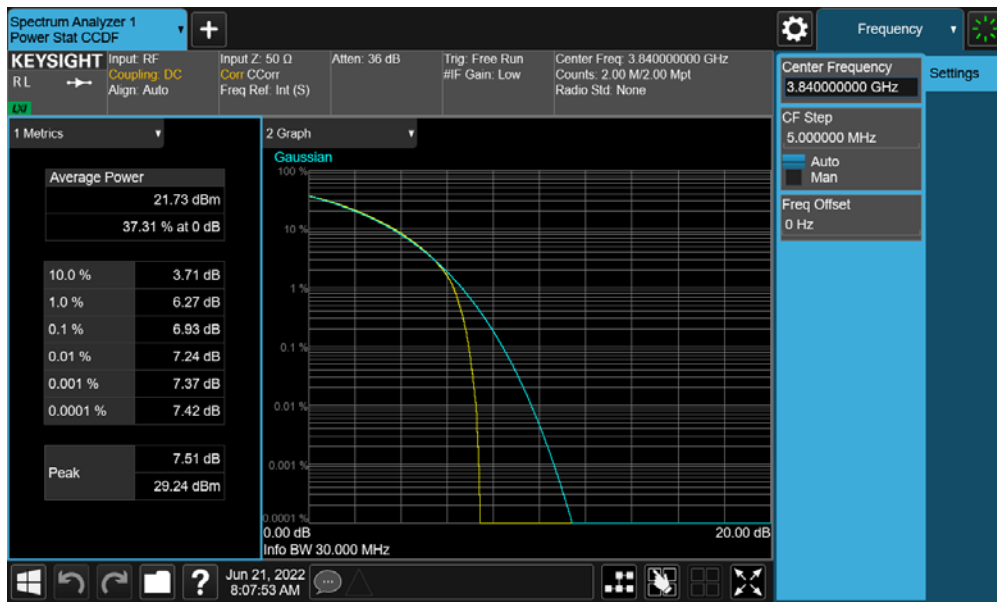 Spectrum Analyzer 1
Power Stat CCDF
+
Frequency
KEYSIGHT
R L
LXI
Input: RF
Coupling: DC
Align: Auto
Input Z: 50 Ω
Corr CCorr
Freq Ref: Int (S)
Atten: 36 dB
Trig: Free Run
#IF Gain: Low
Center Freq: 3.840000000 GHz
Counts: 2.00 M/2.00 Mpt
Radio Std: None
Center Frequency
3.840000000 GHz
Settings
CF Step
5.000000 MHz
Auto
Man
Freq Offset
0 Hz
1 Metrics
Average Power
21.73 dBm
37.31 % at 0 dB
10.0 % 3.71 dB
1.0 % 6.27 dB
0.1 % 6.93 dB
0.01 % 7.24 dB
0.001 % 7.37 dB
0.0001 % 7.42 dB
Peak
7.51 dB
29.24 dBm
2 Graph
Gaussian
100 %
10 %
1 %
0.1 %
0.01 %
0.001 %
0.0001 %
0.00 dB 20.00 dB
Info BW 30.000 MHz
?
Jun 21, 2022
8:07:53 AM